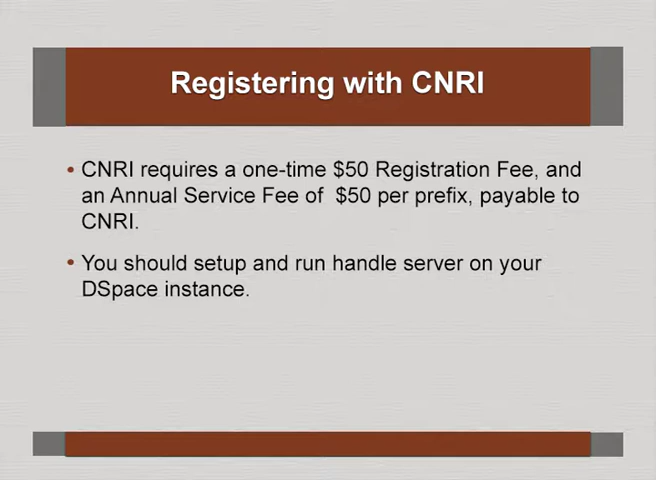 Registering with CNRI
• CNRI requires a one-time $50 Registration Fee, and
an Annual Service Fee of $50 per prefix, payable to
CNRI.
• You should setup and run handle server on your
DSpace instance.